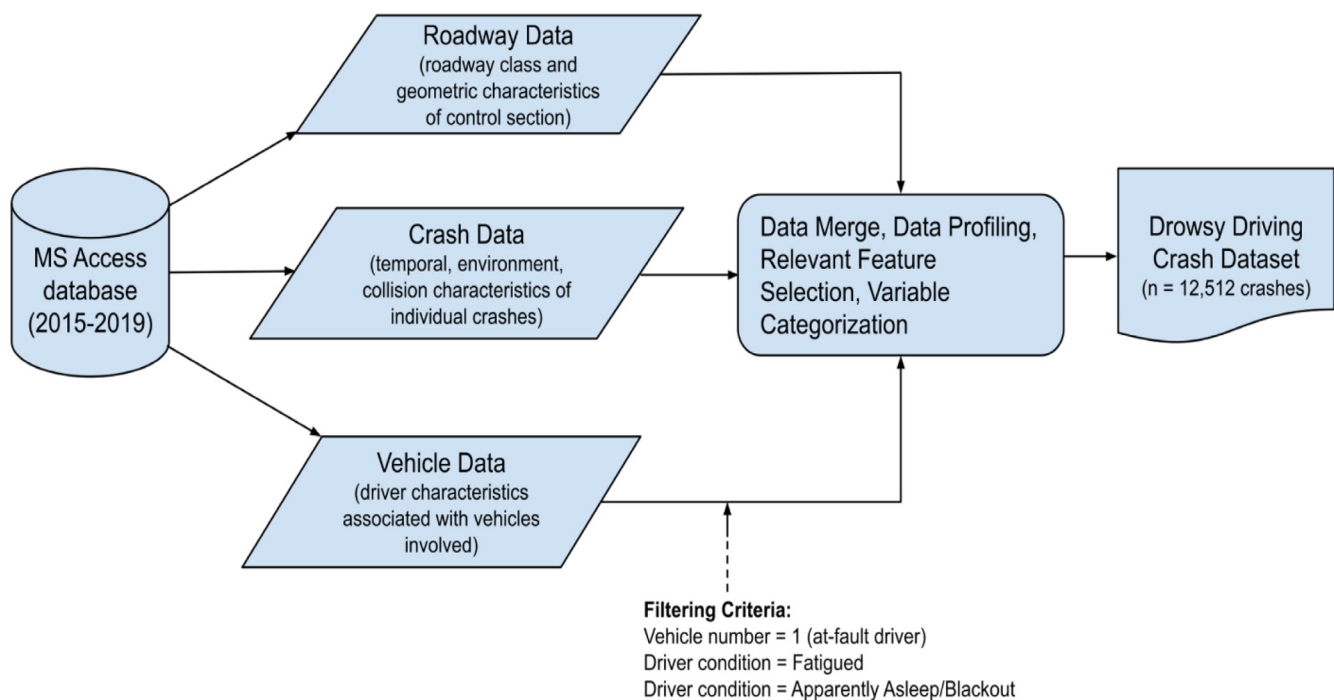 Roadway Data
(roadway class and
geometric characteristics
of control section)
MS Access
database
(2015-2019)
Crash Data
(temporal, environment,
collision characteristics of
individual crashes)
Data Merge, Data Profiling,
Relevant Feature
Selection, Variable
Categorization
Drowsy Driving
Crash Dataset
(n = 12,512 crashes)
Vehicle Data
(driver characteristics
associated with vehicles
involved)
Filtering Criteria:
Vehicle number = 1 (at-fault driver)
Driver condition = Fatigued
Driver condition = Apparently Asleep/Blackout